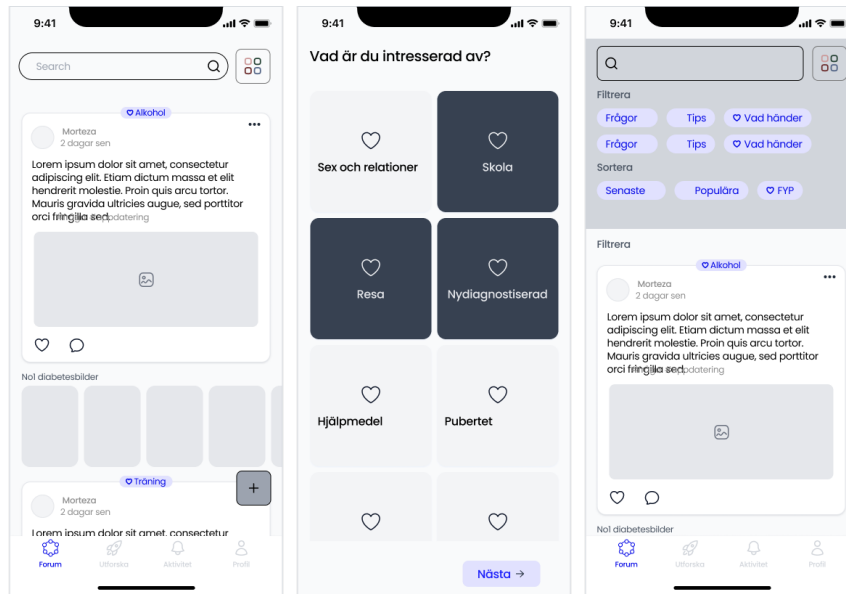 9:41
Search
Alkohol
Morteza
2 dagar sen
Lorem ipsum dolor sit amet, consectetur
adipiscing elit. Etiam dictum massa et elit
hendrerit molestie. Proin quis arcu tortor.
Mauris gravida ultricies augue, sed porttitor
orci fringilla sed.
No1 diabetesbilder
Träning
Morteza
2 dagar sen
Lorem ipsum dolor sit amet, consectetur
Forum Utforska Aktivitet Profil
9:41
Vad är du intresserad av?
Sex och relationer Skola
Resa Nydiagnostiserad
Hjälpmedel Pubertet
Nästa →
9:41
Filtrera
Frågor Tips Vad händer
Frågor Tips Vad händer
Sortera
Senaste Populära FYP
Filtrera
Alkohol
Morteza
2 dagar sen
Lorem ipsum dolor sit amet, consectetur
adipiscing elit. Etiam dictum massa et elit
hendrerit molestie. Proin quis arcu tortor.
Mauris gravida ultricies augue, sed porttitor
orci fringilla sed.
No1 diabetesbilder
Forum Utforska Aktivitet Profil